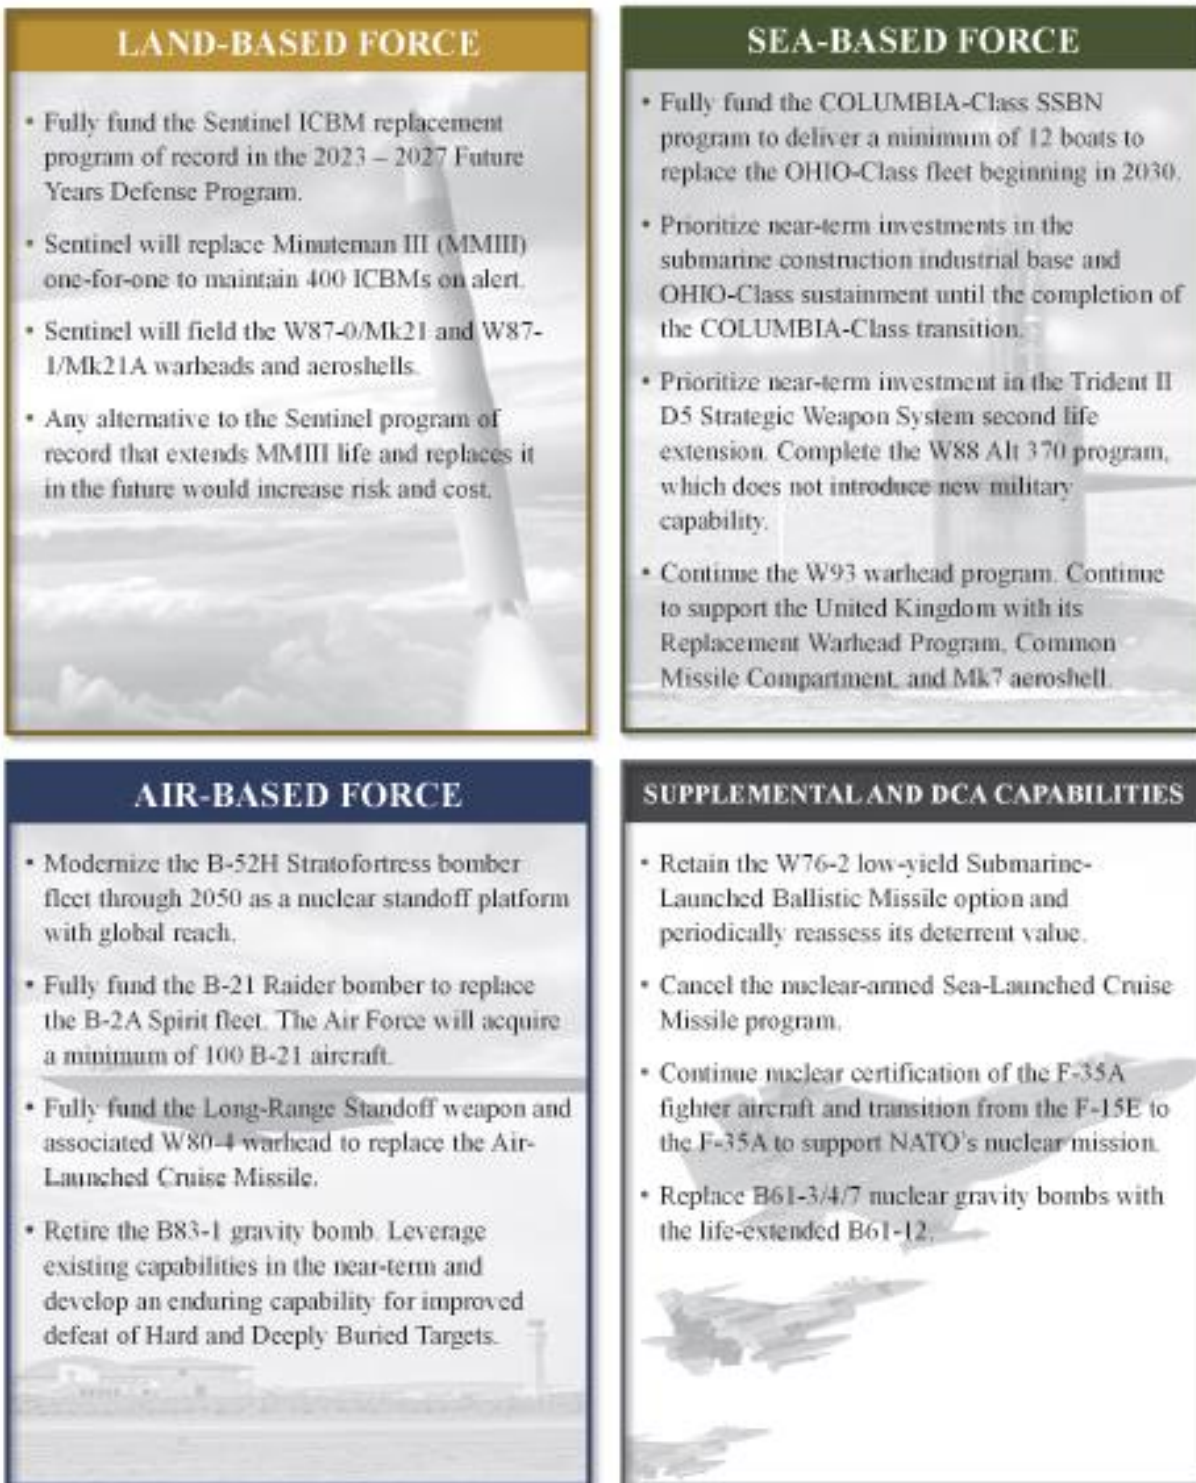 LAND-BASED FORCE
• Fully fund the Sentinel ICBM replacement
program of record in the 2023 – 2027 Future
Years Defense Program.
• Sentinel will replace Minuteman III (MMIII)
one-for-one to maintain 400 ICBMs on alert.
• Sentinel will field the W87-0/Mk21 and W87-
1/Mk21A warheads and aeroshells.
• Any alternative to the Sentinel program of
record that extends MMIII life and replaces it
in the future would increase risk and cost.
SEA-BASED FORCE
• Fully fund the COLUMBIA-Class SSBN
program to deliver a minimum of 12 boats to
replace the OHIO-Class fleet beginning in 2030.
• Prioritize near-term investments in the
submarine construction industrial base and
OHIO-Class sustainment until the completion of
the COLUMBIA-Class transition.
• Prioritize near-term investment in the Trident II
D5 Strategic Weapon System second life
extension. Complete the W88 Alt 370 program,
which does not introduce new military
capability.
• Continue the W93 warhead program. Continue
to support the United Kingdom with its
Replacement Warhead Program, Common
Missile Compartment, and Mk7 aeroshell.
AIR-BASED FORCE
• Modernize the B-52H Stratofortress bomber
fleet through 2050 as a nuclear standoff platform
with global reach.
• Fully fund the B-21 Raider bomber to replace
the B-2A Spirit fleet. The Air Force will acquire
a minimum of 100 B-21 aircraft.
• Fully fund the Long-Range Standoff weapon and
associated W80-4 warhead to replace the Air-
Launched Cruise Missile.
• Retire the B83-1 gravity bomb. Leverage
existing capabilities in the near-term and
develop an enduring capability for improved
defeat of Hard and Deeply Buried Targets.
SUPPLEMENTAL AND DCA CAPABILITIES
• Retain the W76-2 low-yield Submarine-
Launched Ballistic Missile option and
periodically reassess its deterrent value.
• Cancel the nuclear-armed Sea-Launched Cruise
Missile program.
• Continue nuclear certification of the F-35A
fighter aircraft and transition from the F-15E to
the F-35A to support NATO's nuclear mission.
• Replace B61-3/4/7 nuclear gravity bombs with
the life-extended B61-12.